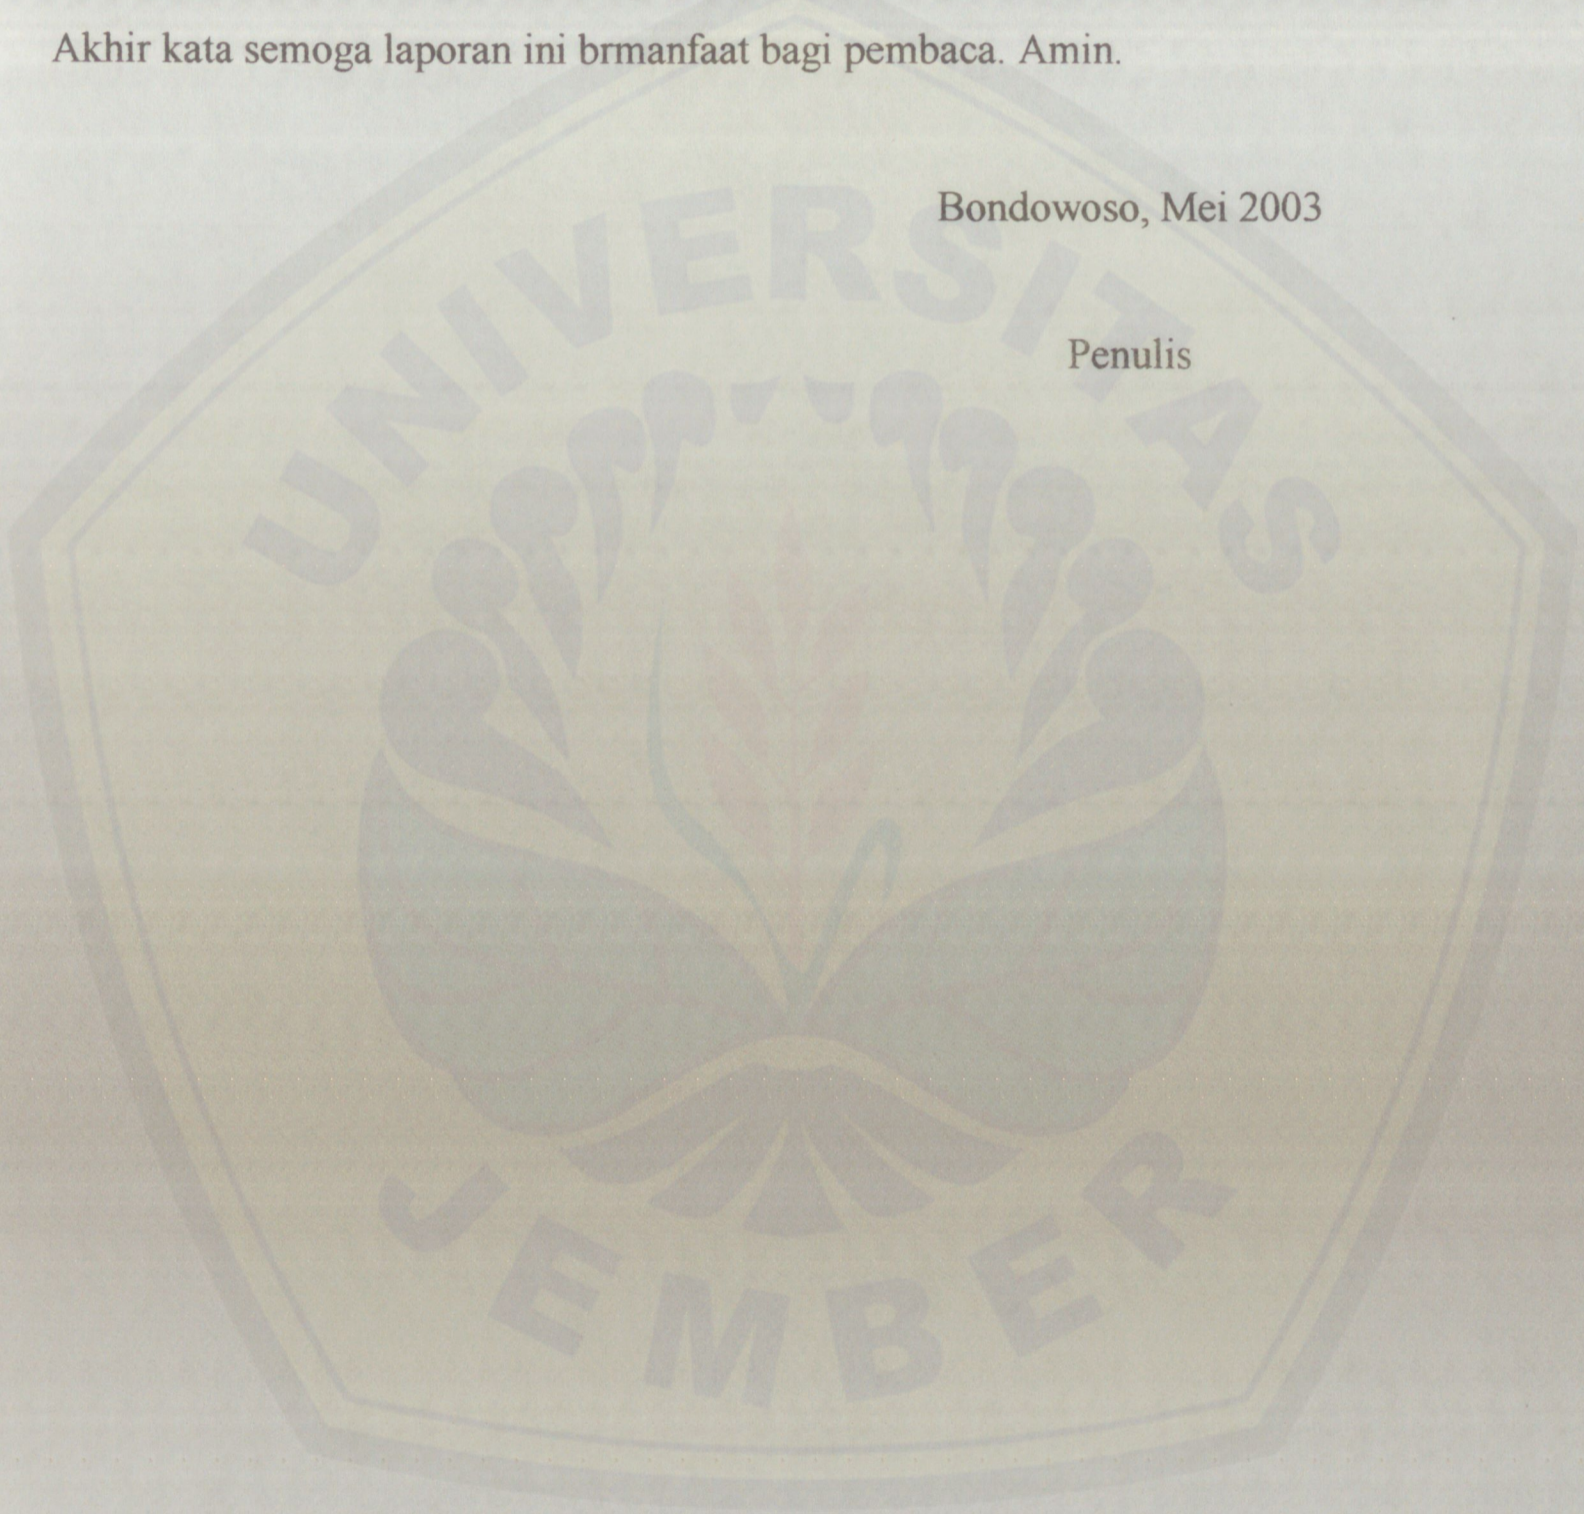 Akhir kata semoga laporan ini brmanfaat bagi pembaca. Amin.
Bondowoso, Mei 2003
Penulis
UNIVERSITAS
JEMBER